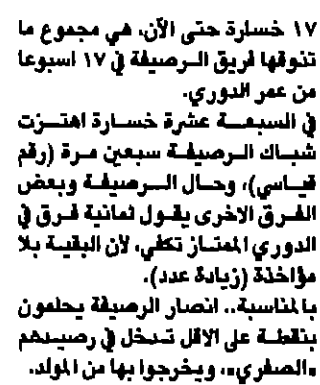 ١٧ خسارة حتى الآن، هي مجموع ما
تذوقها فريق الرصيفة في ١٧ اسبوعا
من عمر الدوري.
في السبعة عشرة خسارة اهتزت
شباك الرصيفة سبعين مرة (رقم
قياسي)، وحال الرصيفة وبعض
الفرق الاخرى يقول ثمانية فرق في
الدوري الممتاز تكفي، لأن البقية بلا
مؤاخذة (زيادة عدد).
بالمناسبة.. انصار الرصيفة يحلمون
بنقطة على الاقل تدخل في رصيدهم
«الصفري»، ويخرجوا بها من المولد.